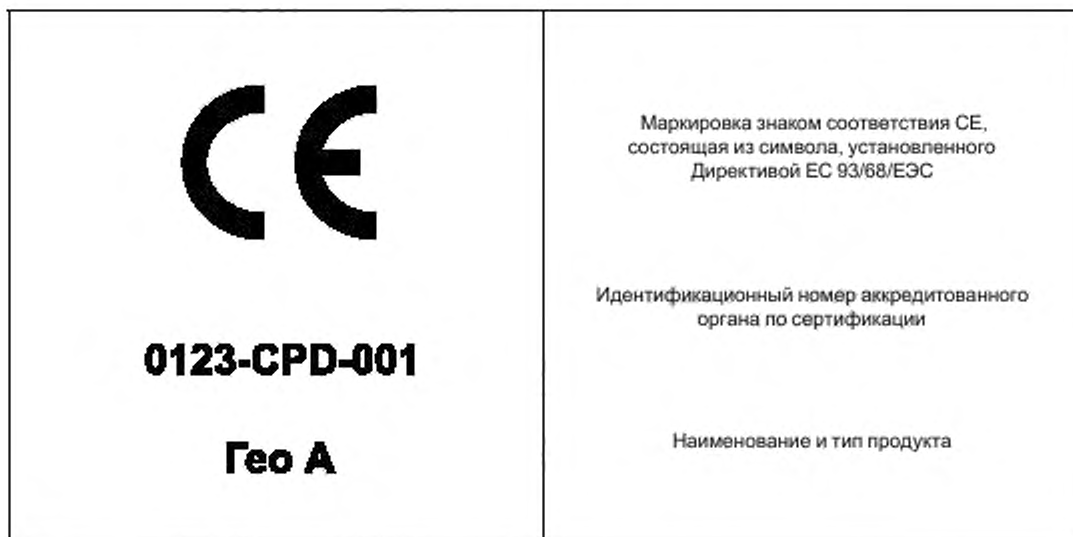 CE
Маркировка знаком соответствия СЕ,
состоящая из символа, установленного
Директивой ЕС 93/68/ЕЭС
Идентификационный номер аккредитованного
органа по сертификации
0123-CPD-001
Гео А
Наименование и тип продукта